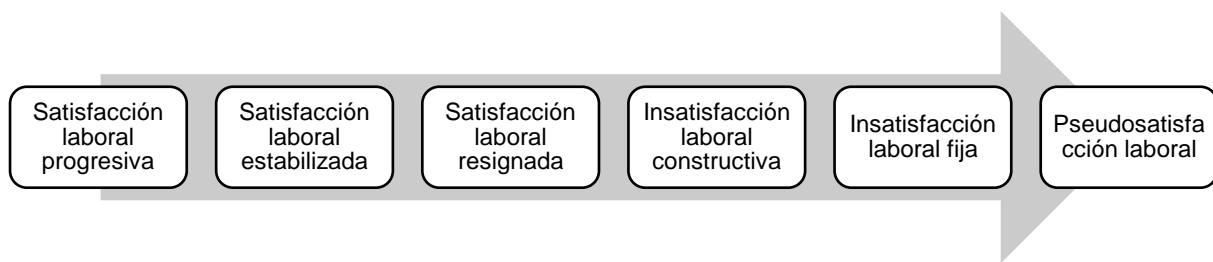 Satisfacción
laboral
progresiva
Satisfacción
laboral
estabilizada
Satisfacción
laboral
resignada
Insatisfacción
laboral
constructiva
Insatisfacción
laboral fija
Pseudosatisfa
cción laboral